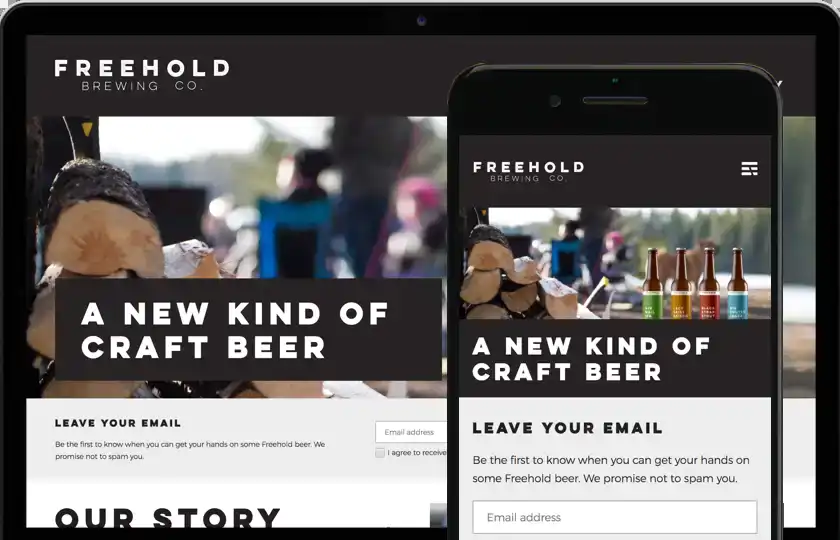 FREEHOLD
BREWING CO.
A NEW KIND OF
CRAFT BEER
LEAVE YOUR EMAIL
Be the first to know when you can get your hands on some Freehold beer. We
promise not to spam you.
Email address
I agree to receive
OUR STORY
FREEHOLD
BREWING CO.
A NEW KIND OF
CRAFT BEER
LEAVE YOUR EMAIL
Be the first to know when you can get your hands on
some Freehold beer. We promise not to spam you.
Email address